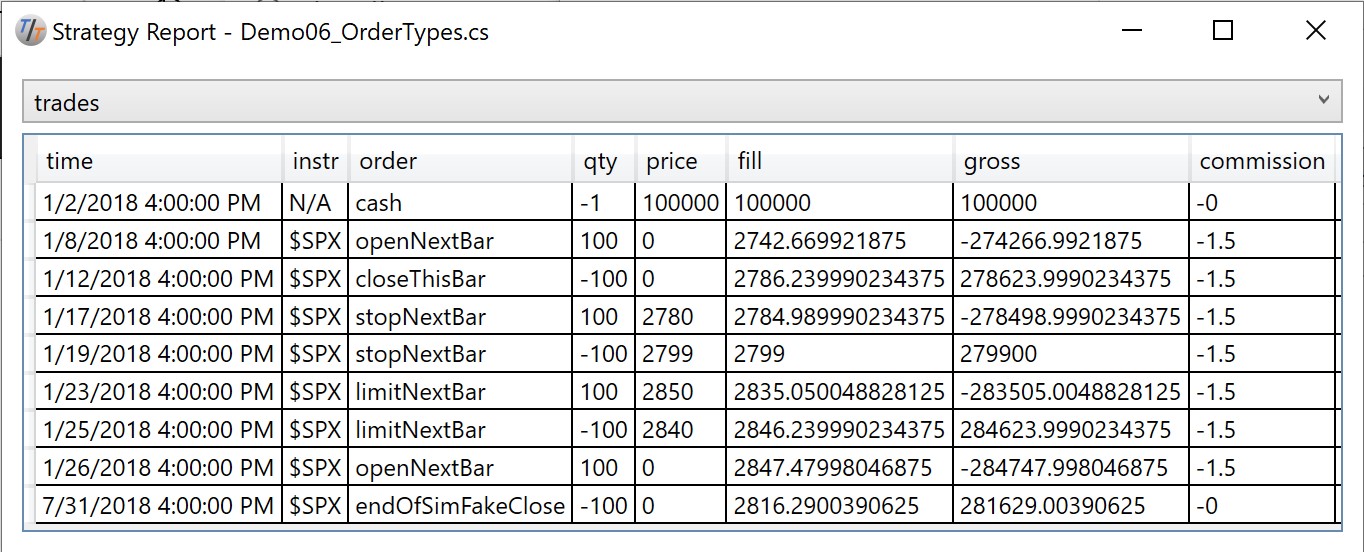 Strategy Report - Demo06_OrderTypes.cs
trades
time instr order qty price fill gross commission
1/2/2018 4:00:00 PM N/A cash -1 100000 100000 100000 -0
1/8/2018 4:00:00 PM $SPX openNextBar 100 0 2742.669921875 -274266.9921875 -1.5
1/12/2018 4:00:00 PM $SPX closeThisBar -100 0 2786.239990234375 278623.9990234375 -1.5
1/17/2018 4:00:00 PM $SPX stopNextBar 100 2780 2784.989990234375 -278498.9990234375 -1.5
1/19/2018 4:00:00 PM $SPX stopNextBar -100 2799 2799 279900 -1.5
1/23/2018 4:00:00 PM $SPX limitNextBar 100 2850 2835.050048828125 -283505.0048828125 -1.5
1/25/2018 4:00:00 PM $SPX limitNextBar -100 2840 2846.239990234375 284623.9990234375 -1.5
1/26/2018 4:00:00 PM $SPX openNextBar 100 0 2847.47998046875 -284747.998046875 -1.5
7/31/2018 4:00:00 PM $SPX endOfSimFakeClose -100 0 2816.2900390625 281629.00390625 -0